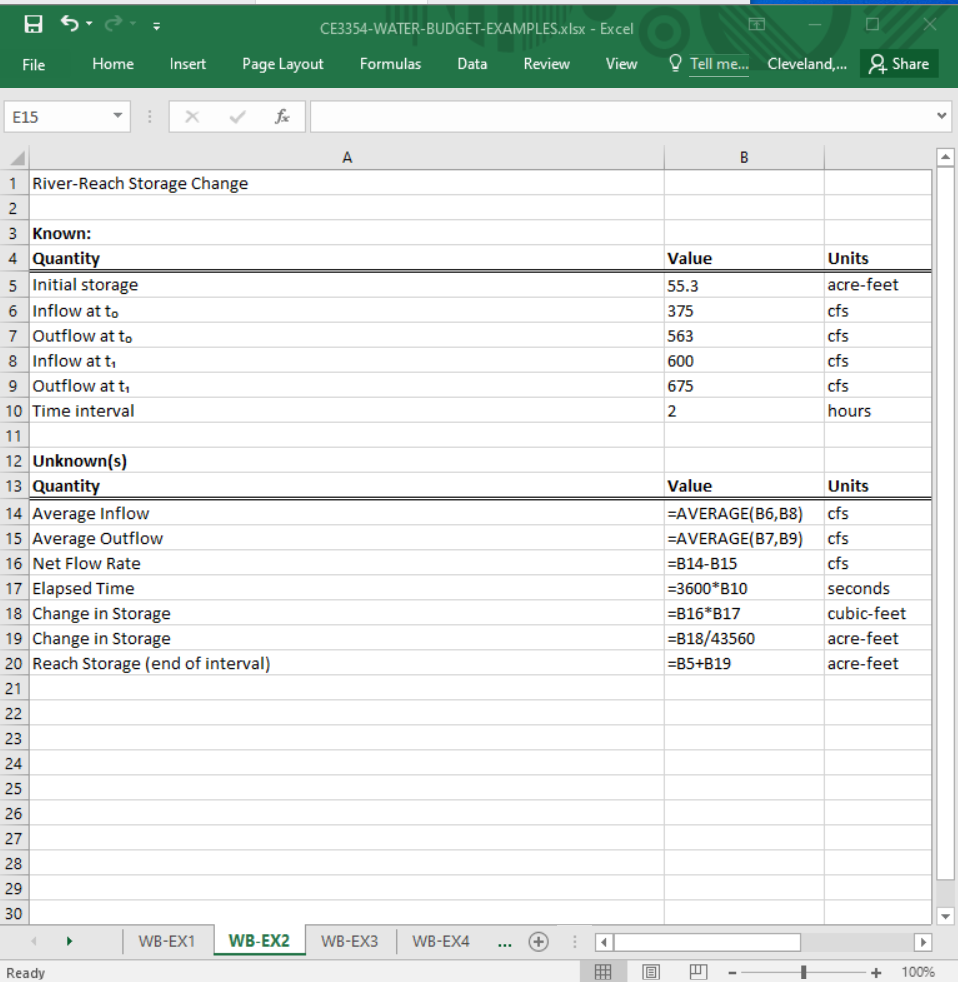 CE3354-WATER-BUDGET-EXAMPLES.xlsx - Excel
File Home Insert Page Layout Formulas Data Review View Tell me... Cleveland,... Share
E15 fx
A B
1 River-Reach Storage Change
2
3 Known:
4 Quantity Value Units
5 Initial storage 55.3 acre-feet
6 Inflow at t₀ 375 cfs
7 Outflow at t₀ 563 cfs
8 Inflow at t₁ 600 cfs
9 Outflow at t₁ 675 cfs
10 Time interval 2 hours
11
12 Unknown(s)
13 Quantity Value Units
14 Average Inflow =AVERAGE(B6,B8) cfs
15 Average Outflow =AVERAGE(B7,B9) cfs
16 Net Flow Rate =B14-B15 cfs
17 Elapsed Time =3600*B10 seconds
18 Change in Storage =B16*B17 cubic-feet
19 Change in Storage =B18/43560 acre-feet
20 Reach Storage (end of interval) =B5+B19 acre-feet
21
22
23
24
25
26
27
28
29
30
WB-EX1 WB-EX2 WB-EX3 WB-EX4 ...
Ready 100%